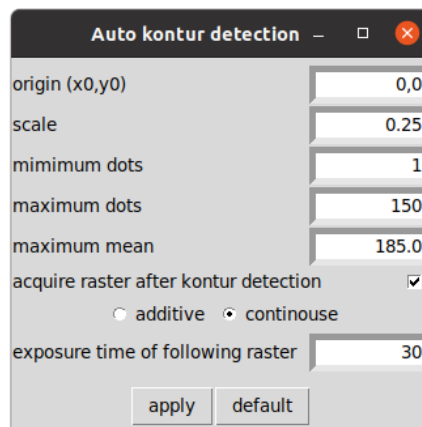 Auto kontur detection
origin (x0,y0) 0,0
scale 0.25
mimimum dots 1
maximum dots 150
maximum mean 185.0
acquire raster after kontur detection
additive continouse
exposure time of following raster 30
apply default